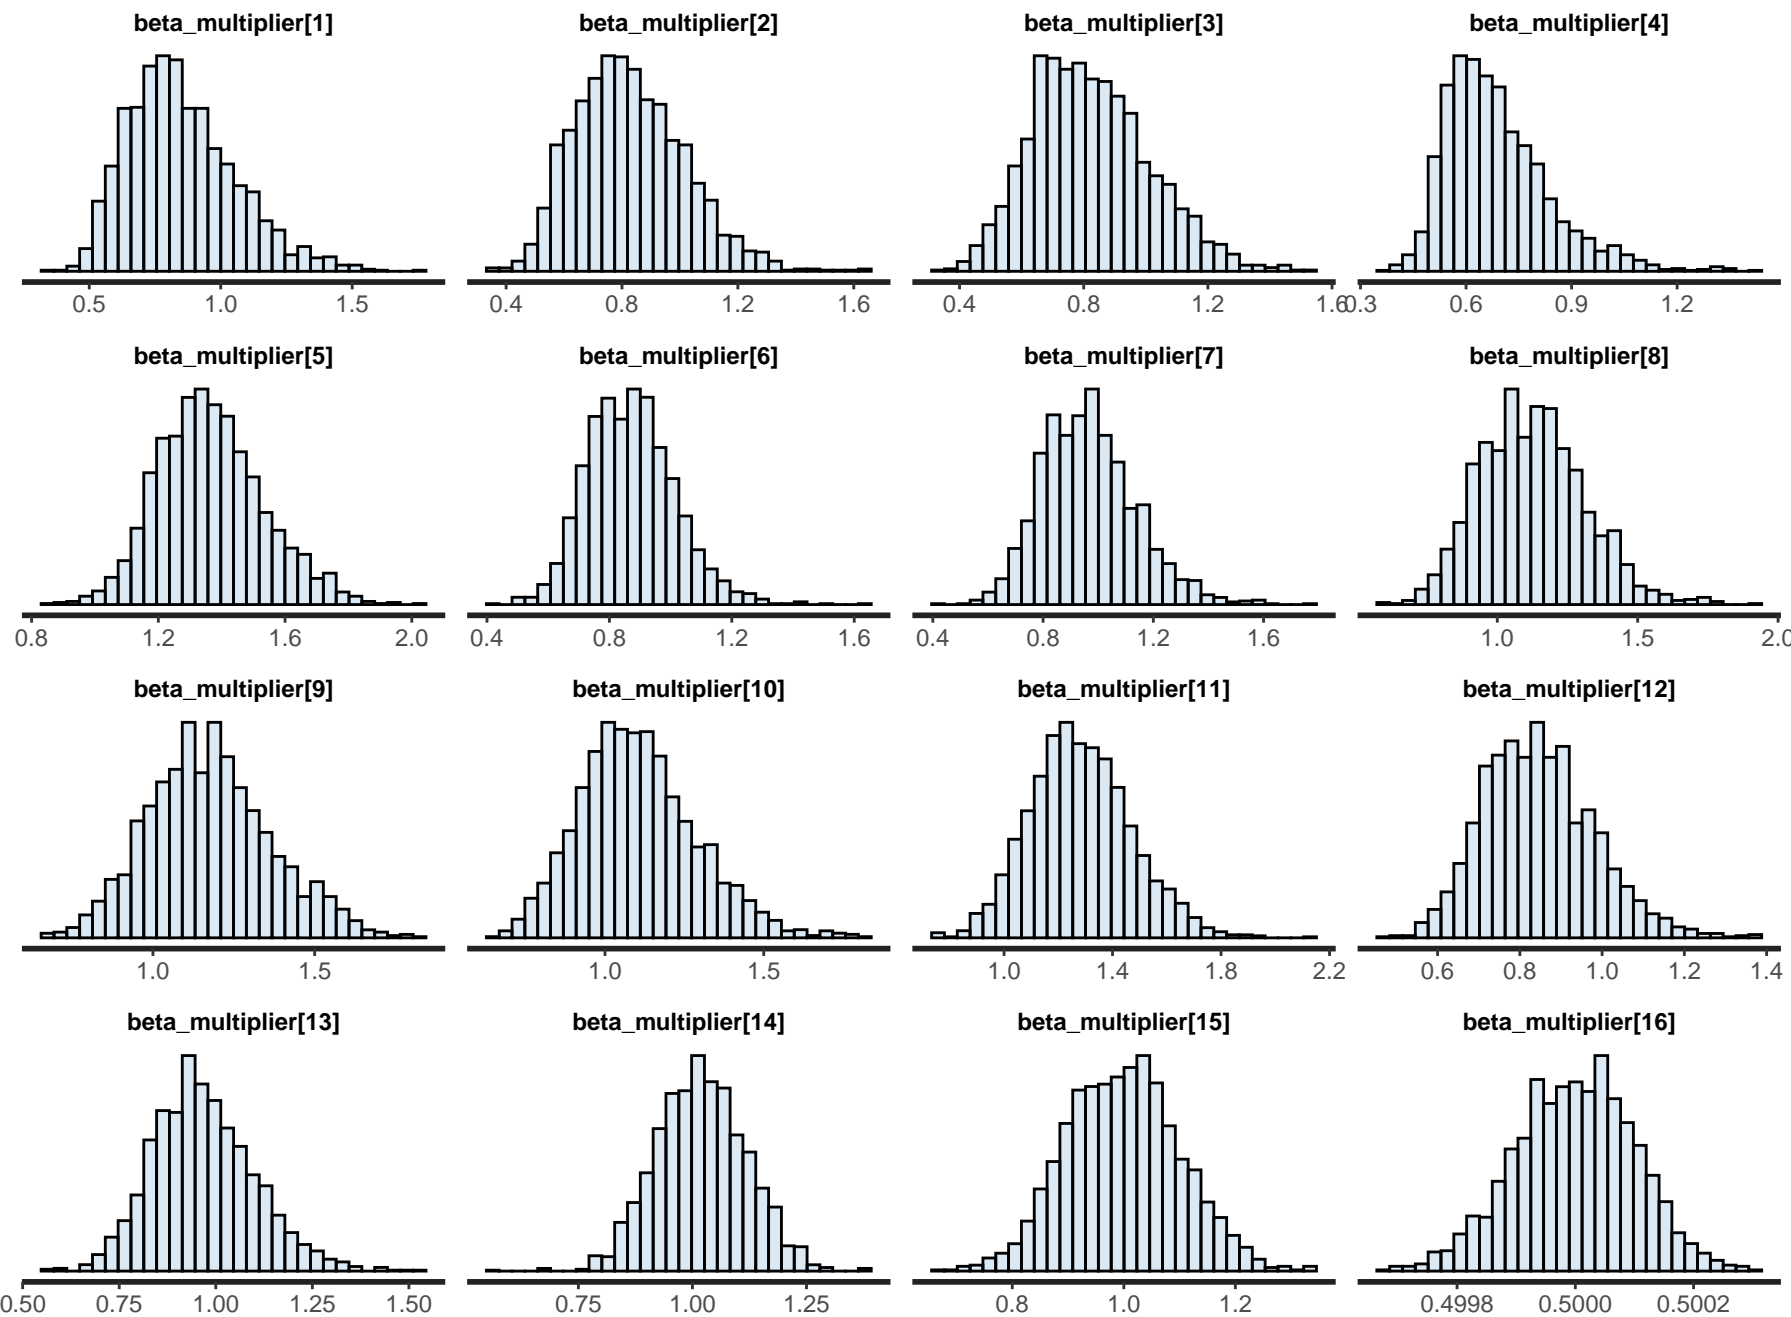 beta_multiplier[1] beta_multiplier[2] beta_multiplier[3] beta_multiplier[4]
0.5 1.0 1.5 0.4 0.8 1.2 1.6 0.4 0.8 1.2 1.6 0.3 0.6 0.9 1.2
beta_multiplier[5] beta_multiplier[6] beta_multiplier[7] beta_multiplier[8]
0.8 1.2 1.6 2.0 0.4 0.8 1.2 1.6 0.4 0.8 1.2 1.6 1.0 1.5 2.0
beta_multiplier[9] beta_multiplier[10] beta_multiplier[11] beta_multiplier[12]
1.0 1.5 1.0 1.5 1.0 1.4 1.8 2.2 0.6 0.8 1.0 1.2 1.4
beta_multiplier[13] beta_multiplier[14] beta_multiplier[15] beta_multiplier[16]
0.50 0.75 1.00 1.25 1.50 0.75 1.00 1.25 0.8 1.0 1.2 0.4998 0.5000 0.5002